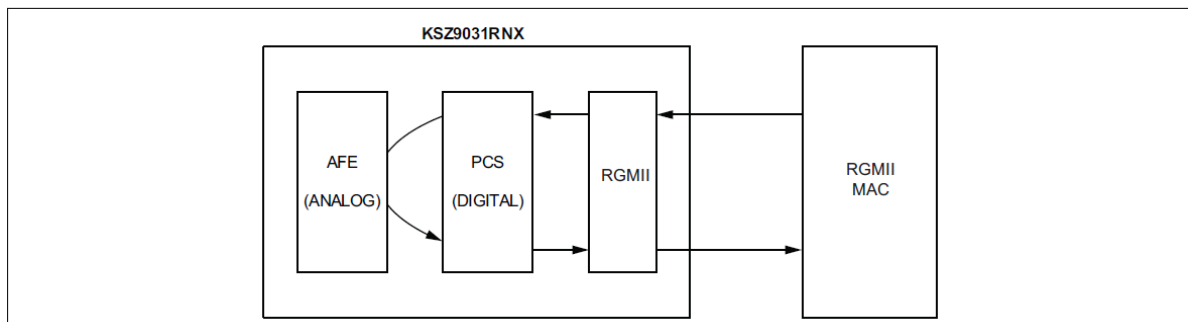 KSZ9031RNX
AFE
(ANALOG)
PCS
(DIGITAL)
RGMII
RGMII
MAC